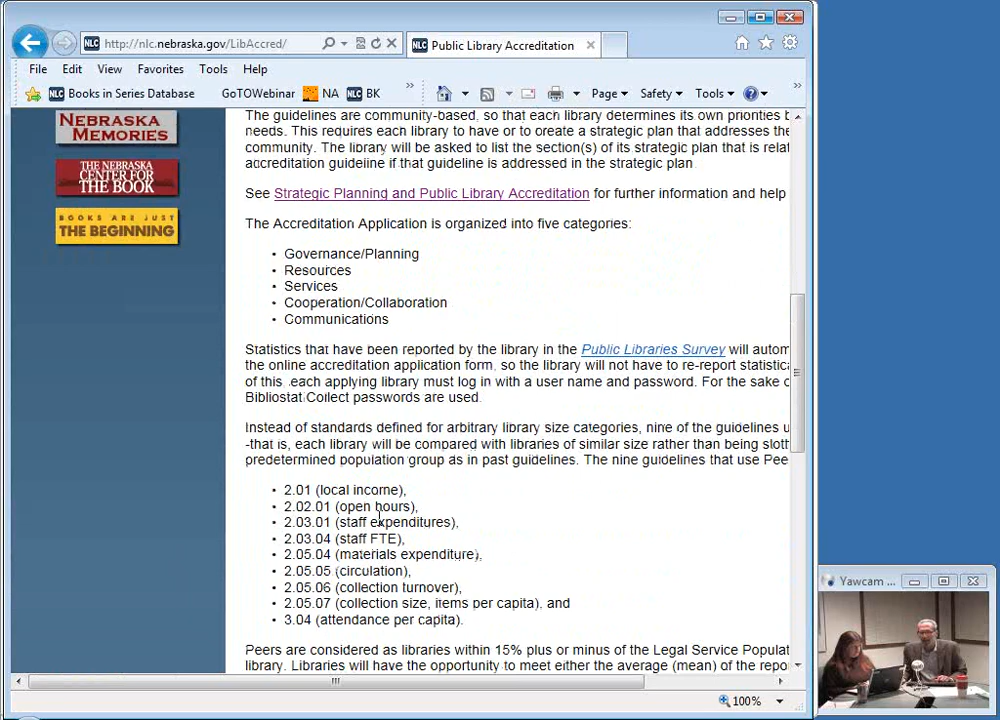 http://nlc.nebraska.gov/LibAccred/
NLC Public Library Accreditation
File Edit View Favorites Tools Help
NLC Books in Series Database GoTOWebinar NA NLC BK
Page Safety Tools
NEBRASKA MEMORIES
THE NEBRASKA CENTER FOR THE BOOK
BOOKS ARE JUST THE BEGINNING
The guidelines are community-based, so that each library determines its own priorities
needs. This requires each library to have or to create a strategic plan that addresses the
community. The library will be asked to list the section(s) of its strategic plan that is
accreditation guideline if that guideline is addressed in the strategic plan.
See Strategic Planning and Public Library Accreditation for further information and help
The Accreditation Application is organized into five categories:
• Governance/Planning
• Resources
• Services
• Cooperation/Collaboration
• Communications
Statistics that have been reported by the library in the Public Libraries Survey will
the online accreditation application form, so the library will not have to re-report
of this each applying library must log in with a user name and password. For the sake
Bibliostat Collect passwords are used.
Instead of standards defined for arbitrary library size categories, nine of the guidelines
-that is, each library will be compared with libraries of similar size rather than being
predetermined population group as in past guidelines. The nine guidelines that use
• 2.01 (local income),
• 2.02.01 (open hours),
• 2.03.01 (staff expenditures),
• 2.03.04 (staff FTE),
• 2.05.04 (materials expenditure),
• 2.05.05 (circulation),
• 2.05.06 (collection turnover),
• 2.05.07 (collection size, items per capita), and
• 3.04 (attendance per capita).
Peers are considered as libraries within 15% plus or minus of the Legal Service
library. Libraries will have the opportunity to meet either the average (mean) of the
100%
Yawcam ...